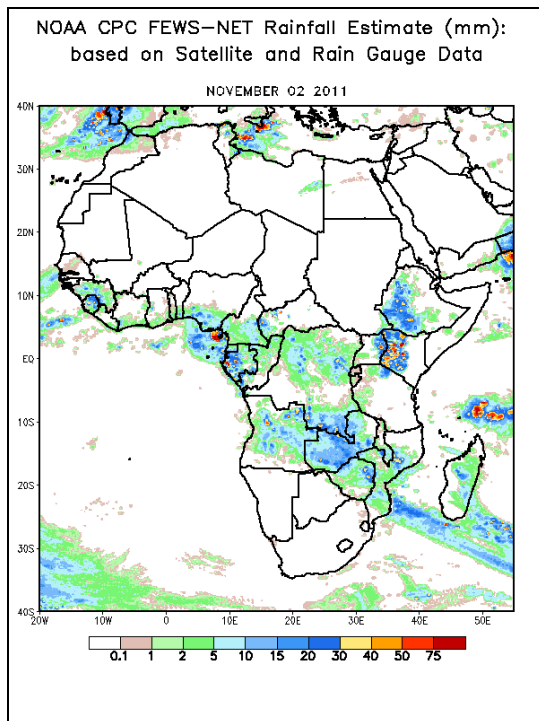 NOAA CPC FEWS-NET Rainfall Estimate (mm):
based on Satellite and Rain Gauge Data
NOVEMBER 02 2011
40N
30N
20N
10N
EQ
10S
20S
30S
40S
20W 10W 0 10E 20E 30E 40E 50E
0.1 1 2 5 10 15 20 30 40 50 75